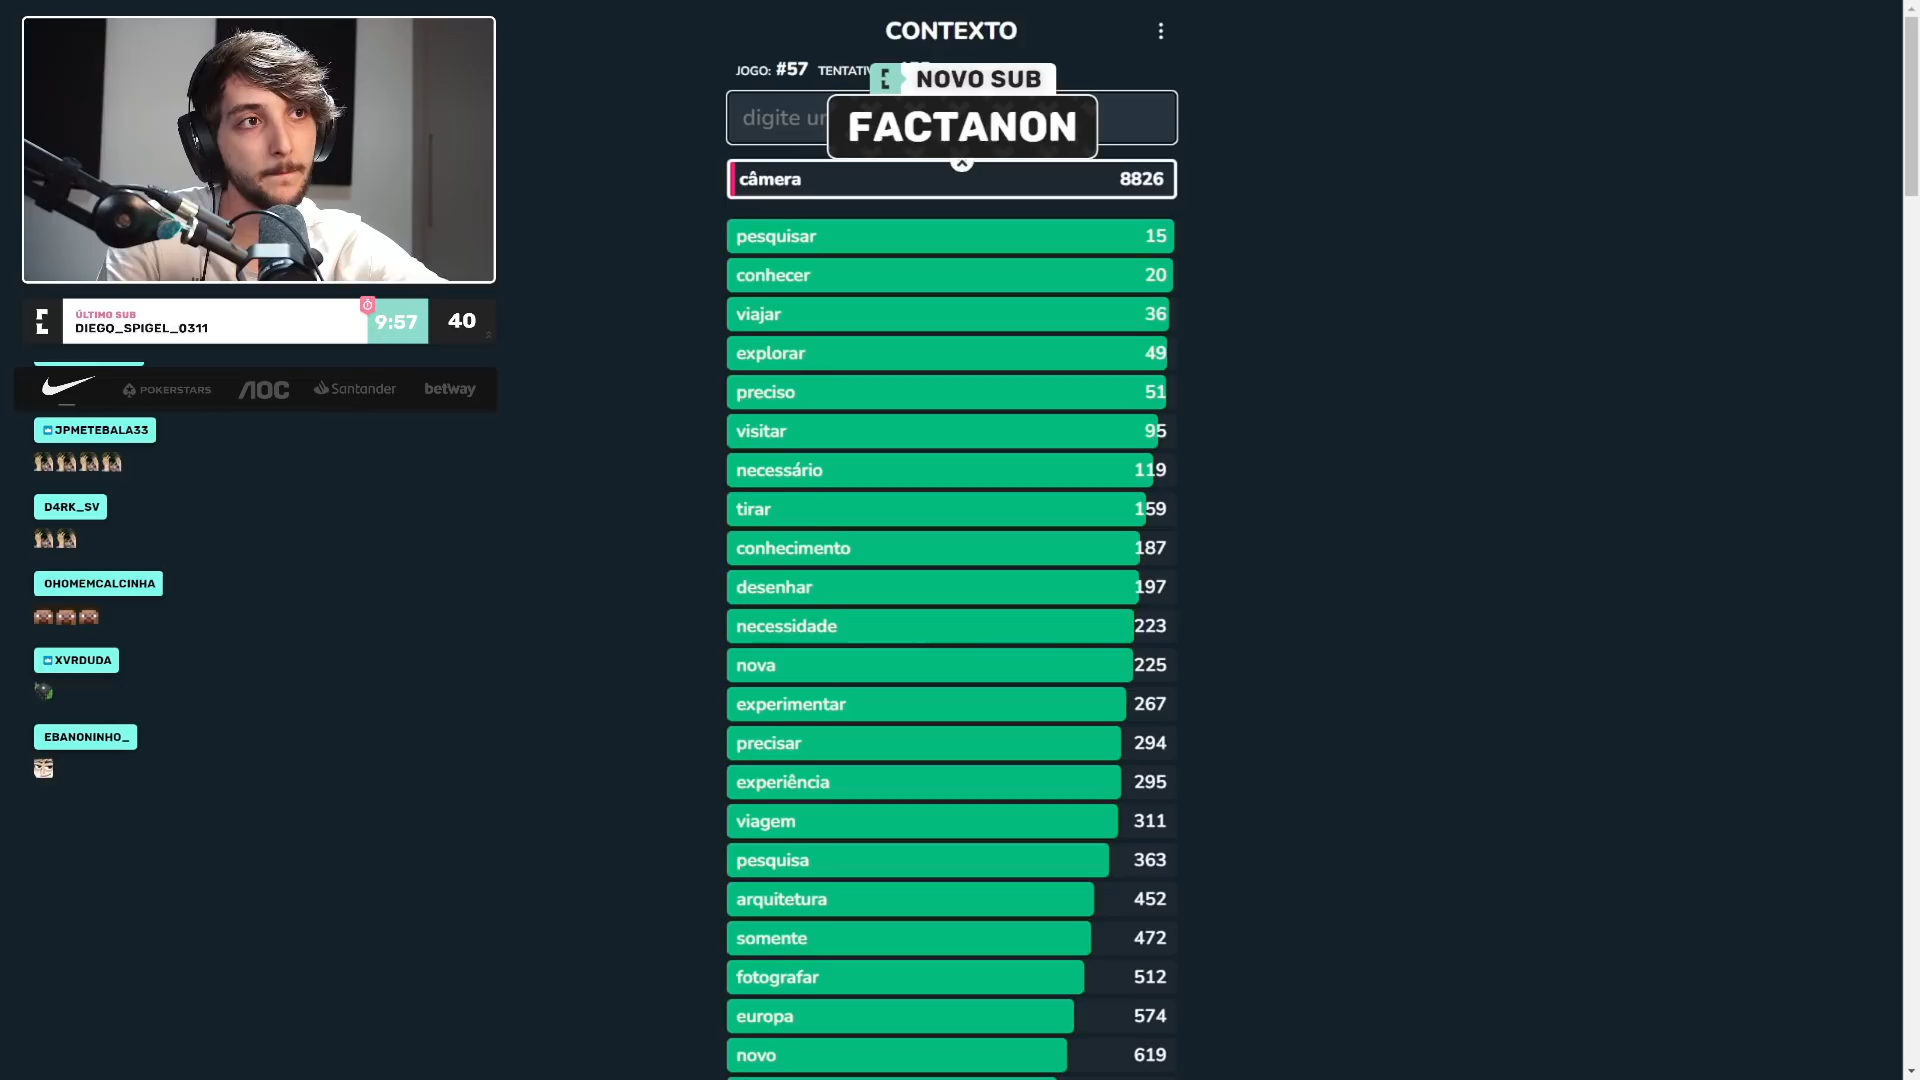 CONTEXTO
JOGO: #57 TENTATIV
NOVO SUB
digite ur
FACTANON
câmera 8826
pesquisar 15
conhecer 20
viajar 36
explorar 49
preciso 51
visitar 95
necessário 119
tirar 159
conhecimento 187
desenhar 197
necessidade 223
nova 225
experimentar 267
precisar 294
experiência 295
viagem 311
pesquisa 363
arquitetura 452
somente 472
fotografar 512
europa 574
novo 619
ÚLTIMO SUB
DIEGO_SPIGEL_0311
9:57
40
POKERSTARS AOC Santander betway
JPMETEBALA33
D4RK_SV
OHOMEMCALCINHA
XVRDUDA
EBANONINHO_